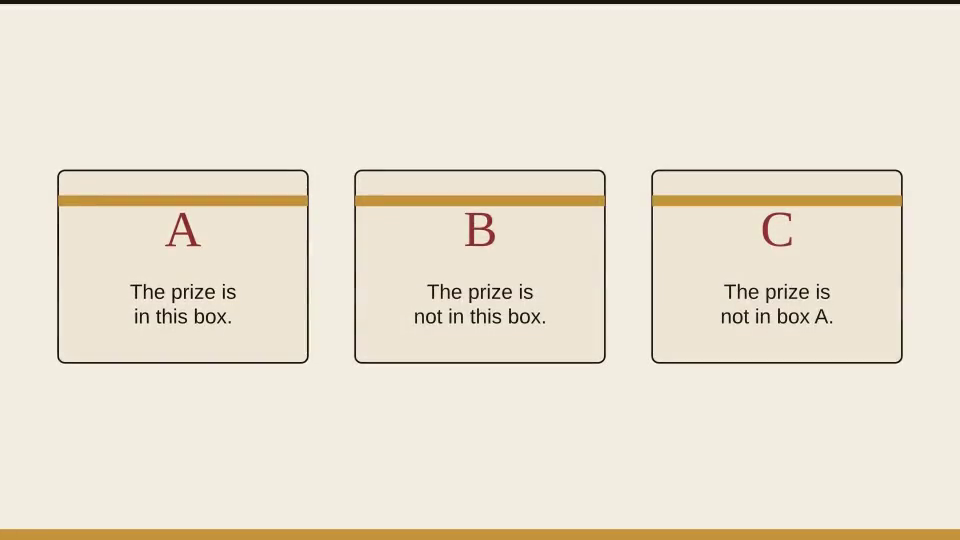 A
The prize is
in this box.
B
The prize is
not in this box.
C
The prize is
not in box A.